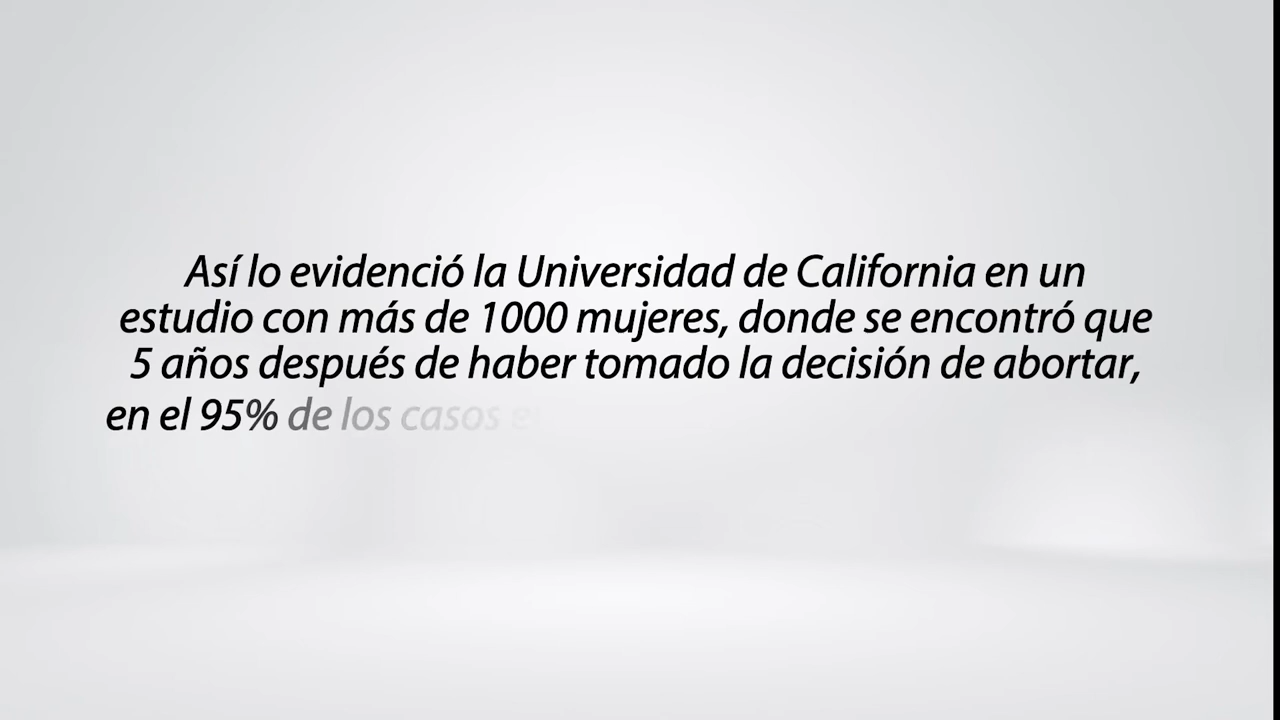 Así lo evidenció la Universidad de California en un
estudio con más de 1000 mujeres, donde se encontró que
5 años después de haber tomado la decisión de abortar,
en el 95% de los casos